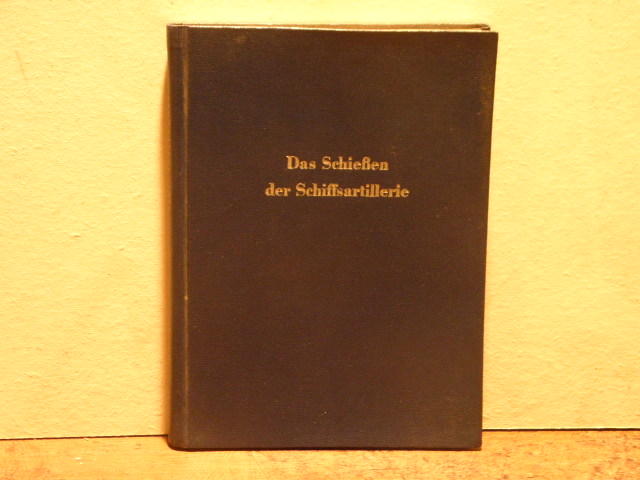 Das Schießen
der Schiffsartillerie